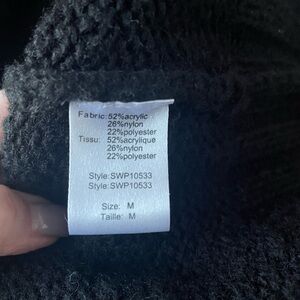 Fabric: 52%acrylic
26%nylon
22%polyester
Tissu: 52%acrylique
26%nylon
22%polyester
Style: SWP10533
Style: SWP10533
Size: M
Taille: M